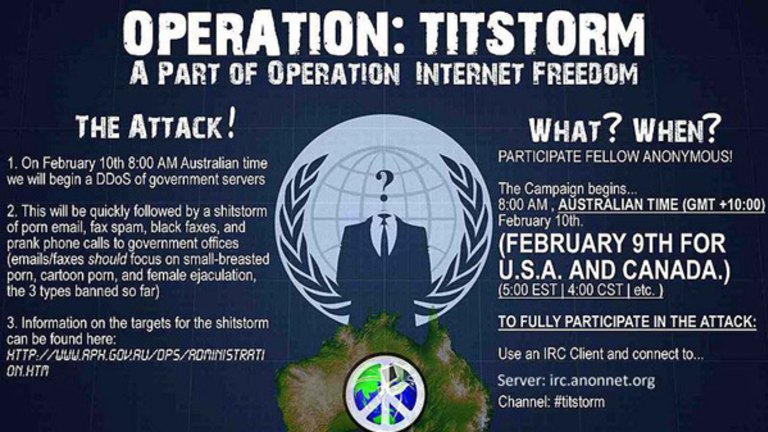 OPERATION: TITSTORM
A PART OF OPERATION INTERNET FREEDOM
THE ATTACK!
1. On February 10th 8:00 AM Australian time
we will begin a DDoS of government servers
2. This will be quickly followed by a shitstorm
of porn email, fax spam, black faxes, and
prank phone calls to government offices
(emails/faxes should focus on small-breasted
porn, cartoon porn, and female ejaculation,
the 3 types banned so far)
3. Information on the targets for the shitstorm
can be found here:
HTTP://WWW.APH.GOV.AU/DPS/ADMINISTRATI
ON.HTM
?
WHAT? WHEN?
PARTICIPATE FELLOW ANONYMOUS!
The Campaign begins...
8:00 AM , AUSTRALIAN TIME (GMT +10:00)
February 10th.
(FEBRUARY 9TH FOR
U.S.A. AND CANADA.)
(5:00 EST | 4:00 CST | etc. )
TO FULLY PARTICIPATE IN THE ATTACK:
Use an IRC Client and connect to...
Server: irc.anonnet.org
Channel: #titstorm